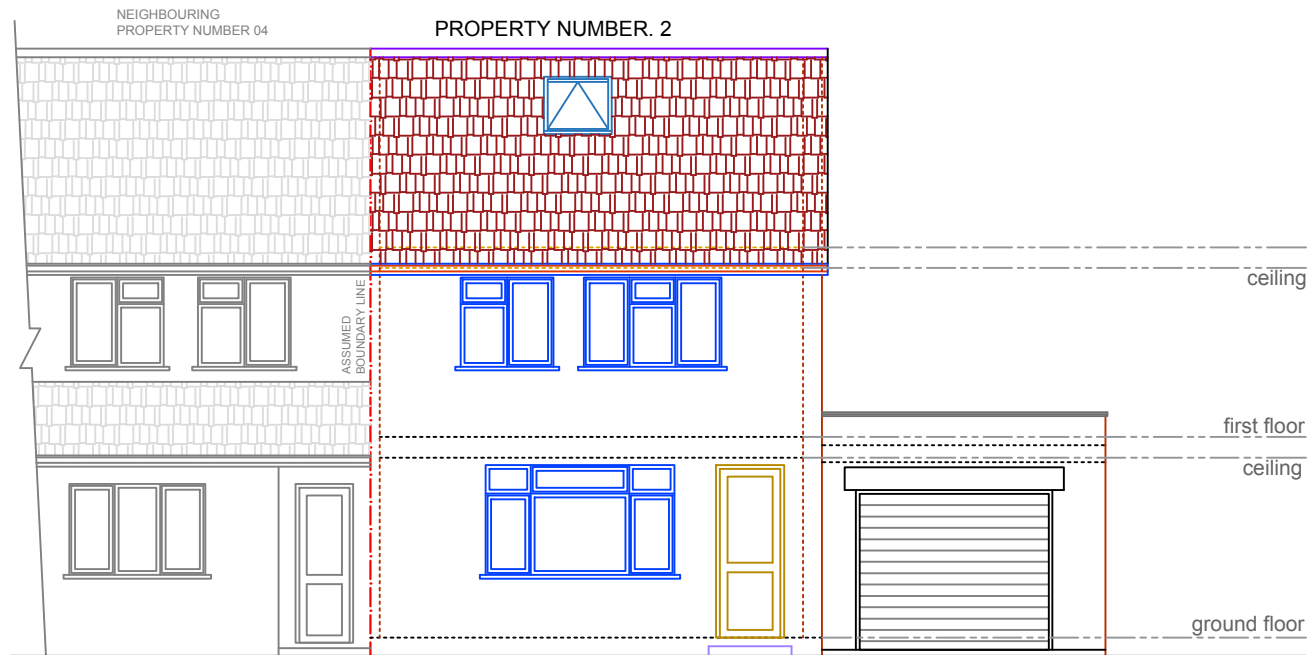 NEIGHBOURING
PROPERTY NUMBER 04
PROPERTY NUMBER. 2
ceiling
ASSUMED
BOUNDARY LINE
first floor
ceiling
ground floor